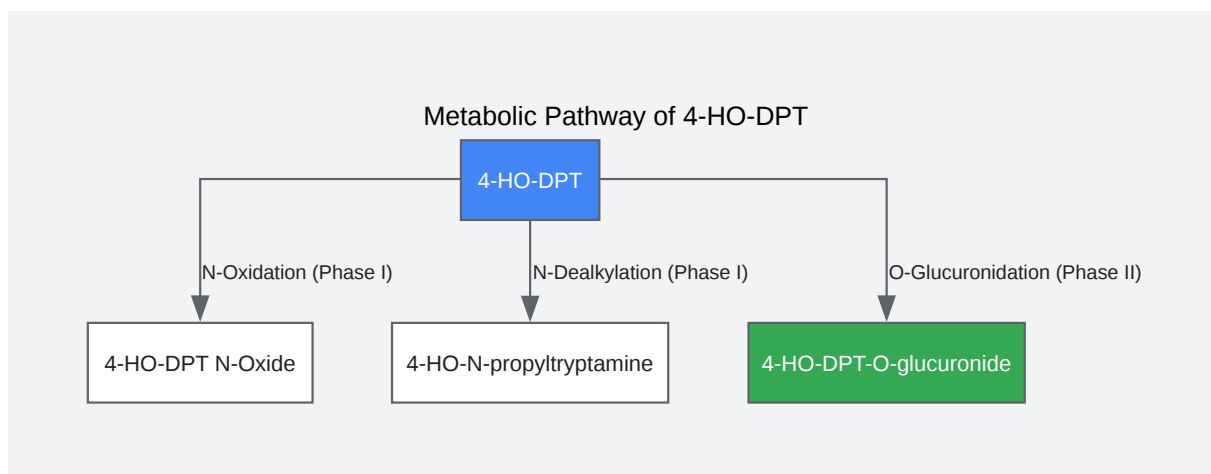 Metabolic Pathway of 4-HO-DPT
4-HO-DPT
N-Oxidation (Phase I)
N-Dealkylation (Phase I)
O-Glucuronidation (Phase II)
4-HO-DPT N-Oxide
4-HO-N-propyltryptamine
4-HO-DPT-O-glucuronide